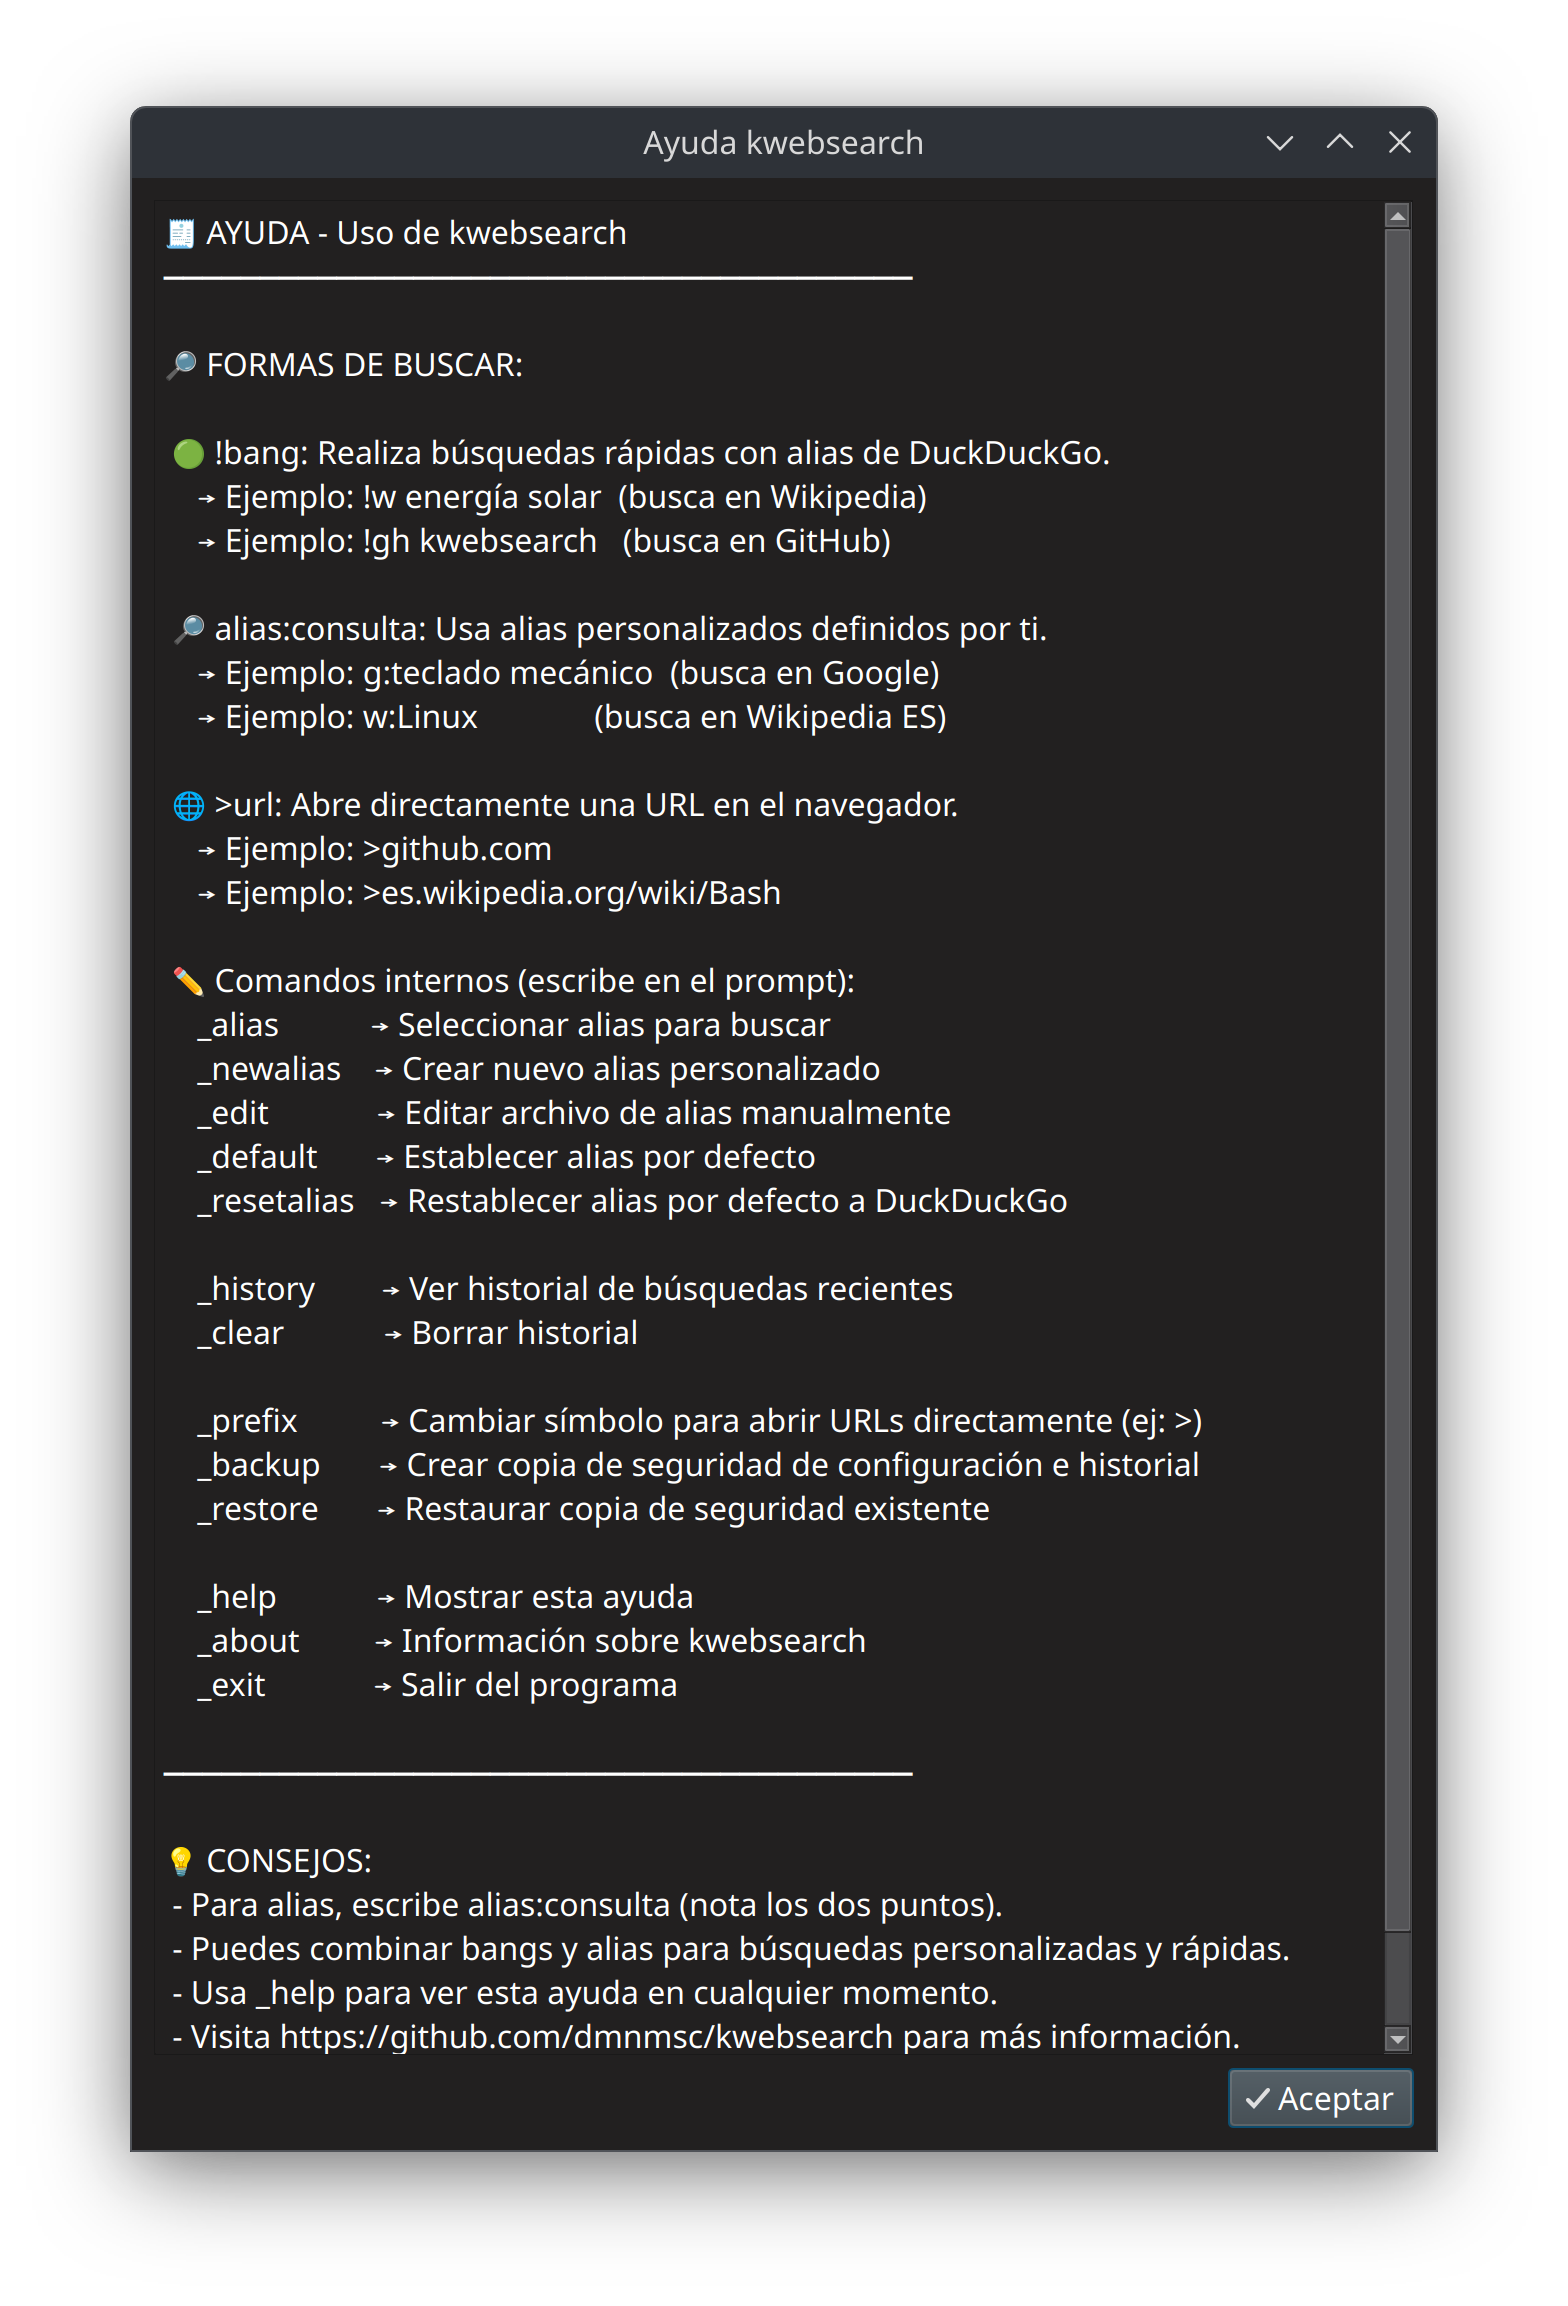 Ayuda kwebsearch
🧾 AYUDA - Uso de kwebsearch
🔎 FORMAS DE BUSCAR:
🟢 !bang: Realiza búsquedas rápidas con alias de DuckDuckGo.
→ Ejemplo: !w energía solar  (busca en Wikipedia)
→ Ejemplo: !gh kwebsearch   (busca en GitHub)
🔎 alias:consulta: Usa alias personalizados definidos por ti.
→ Ejemplo: g:teclado mecánico  (busca en Google)
→ Ejemplo: w:Linux              (busca en Wikipedia ES)
🌐 >url: Abre directamente una URL en el navegador.
→ Ejemplo: >github.com
→ Ejemplo: >es.wikipedia.org/wiki/Bash
✏️ Comandos internos (escribe en el prompt):
_alias           → Seleccionar alias para buscar
_newalias    → Crear nuevo alias personalizado
_edit             → Editar archivo de alias manualmente
_default       → Establecer alias por defecto
_resetalias   → Restablecer alias por defecto a DuckDuckGo
_history        → Ver historial de búsquedas recientes
_clear            → Borrar historial
_prefix          → Cambiar símbolo para abrir URLs directamente (ej: >)
_backup       → Crear copia de seguridad de configuración e historial
_restore       → Restaurar copia de seguridad existente
_help            → Mostrar esta ayuda
_about         → Información sobre kwebsearch
_exit             → Salir del programa
💡 CONSEJOS:
- Para alias, escribe alias:consulta (nota los dos puntos).
- Puedes combinar bangs y alias para búsquedas personalizadas y rápidas.
- Usa _help para ver esta ayuda en cualquier momento.
- Visita https://github.com/dmnmsc/kwebsearch para más información.
Aceptar